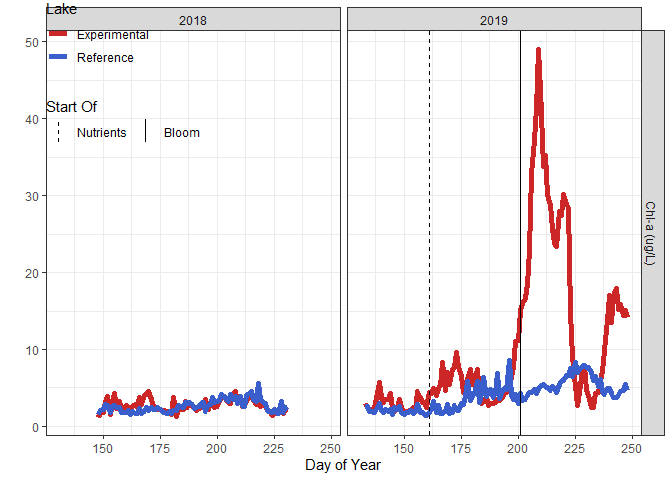 Lake
2018
2019
Experimental
Reference
Start Of
Nutrients
Bloom
50
40
30
20
10
0
Chl-a (ug/L)
150
175
200
225
250
150
175
200
225
250
Day of Year